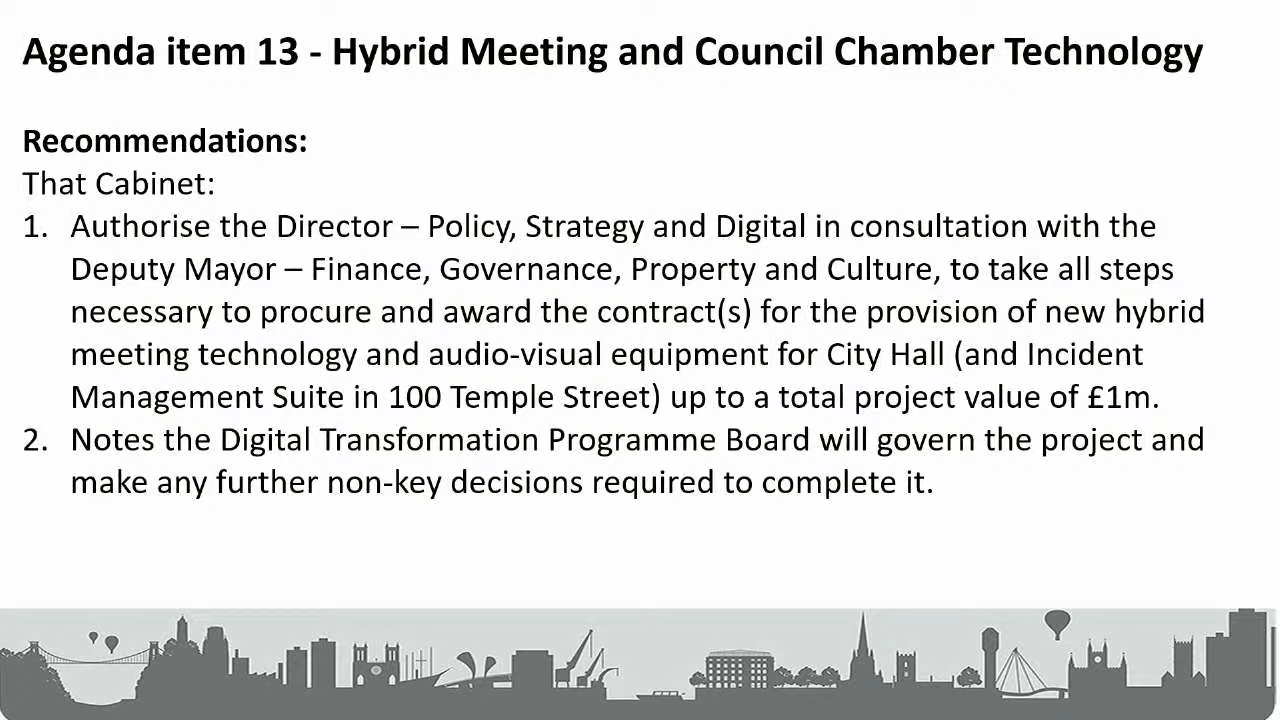 Agenda item 13 - Hybrid Meeting and Council Chamber Technology
Recommendations:
That Cabinet:
1. Authorise the Director – Policy, Strategy and Digital in consultation with the
Deputy Mayor – Finance, Governance, Property and Culture, to take all steps
necessary to procure and award the contract(s) for the provision of new hybrid
meeting technology and audio-visual equipment for City Hall (and Incident
Management Suite in 100 Temple Street) up to a total project value of £1m.
2. Notes the Digital Transformation Programme Board will govern the project and
make any further non-key decisions required to complete it.